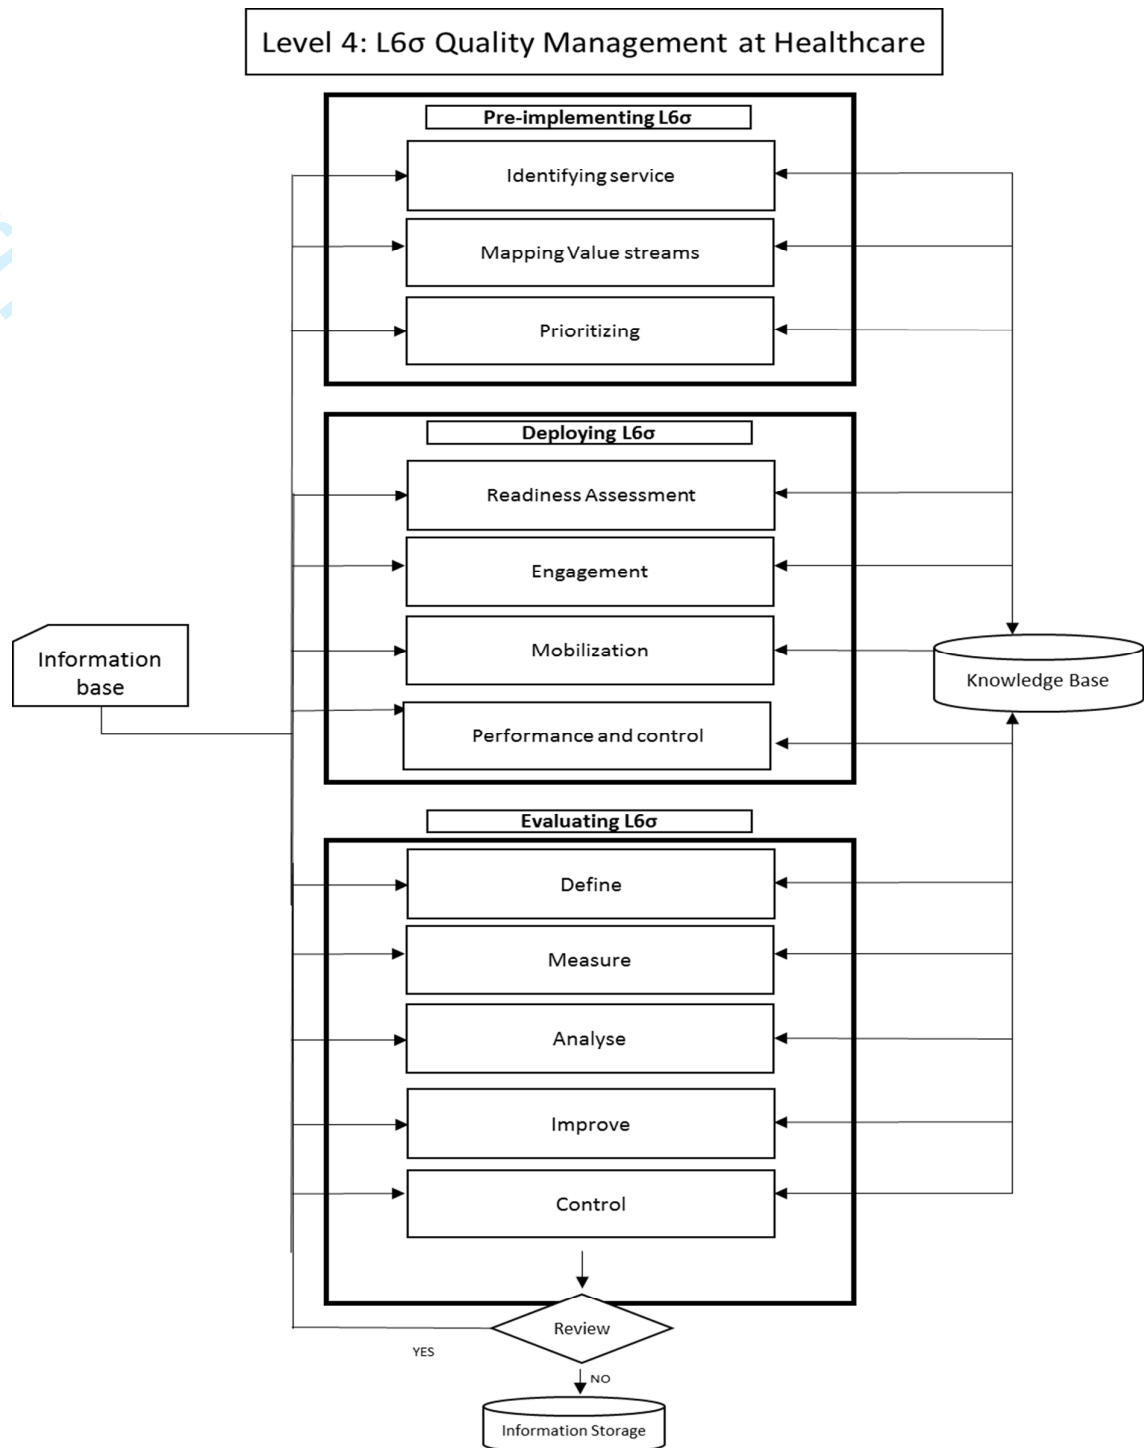 Level 4: L6σ Quality Management at Healthcare
Pre-implementing L6σ
Identifying service
Mapping Value streams
Prioritizing
Deploying L6σ
Readiness Assessment
Engagement
Mobilization
Performance and control
Information
base
Knowledge Base
Evaluating L6σ
Define
Measure
Analyse
Improve
Control
Review
YES
NO
Information Storage